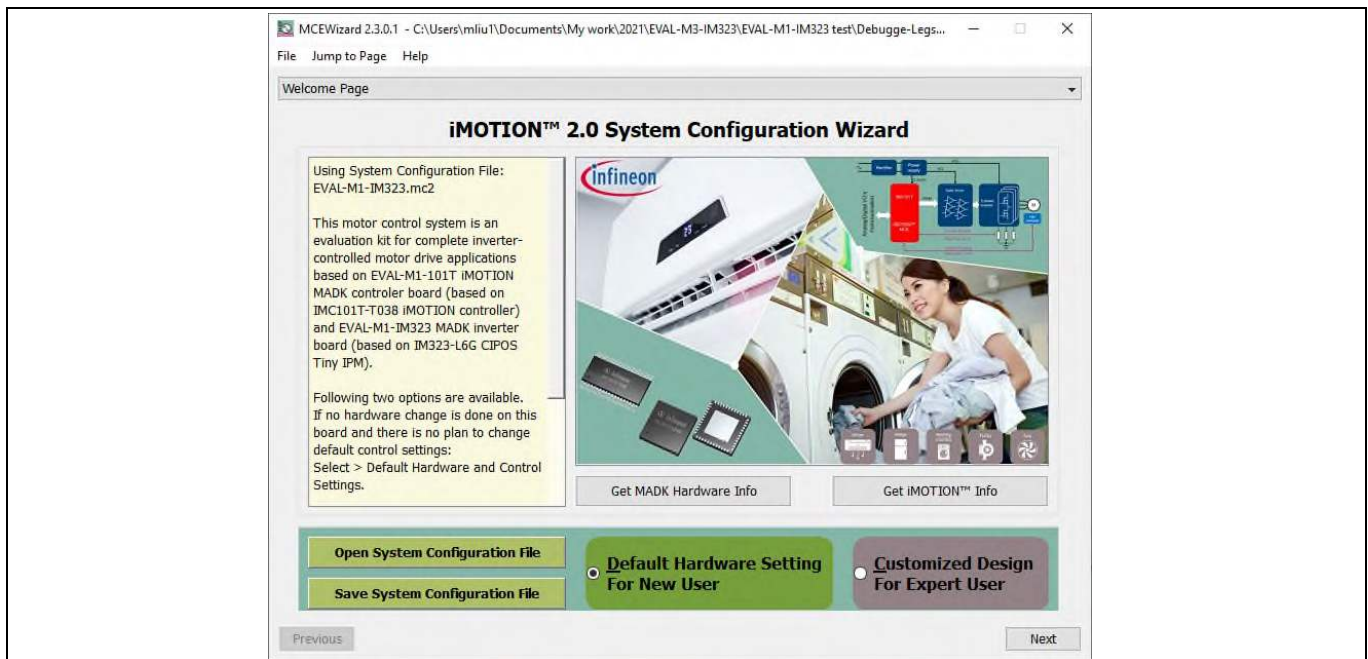 MCEWizard 2.3.0.1 - C:\Users\mliu1\Documents\My work\2021\EVAL-M3-IM323\EVAL-M1-IM323 test\Debugge-Legs...
File Jump to Page Help
Welcome Page
iMOTION™ 2.0 System Configuration Wizard
Using System Configuration File:
EVAL-M1-IM323.mc2
This motor control system is an
evaluation kit for complete inverter-
controlled motor drive applications
based on EVAL-M1-101T iMOTION
MADK controler board (based on
IMC101T-T038 iMOTION controller)
and EVAL-M1-IM323 MADK inverter
board (based on IM323-L6G CIPOS
Tiny IPM).
Following two options are available.
If no hardware change is done on this
board and there is no plan to change
default control settings:
Select > Default Hardware and Control
Settings.
infineon
Rectifier
Power
supply
Get MADK Hardware Info
Get iMOTION™ Info
Open System Configuration File
Save System Configuration File
Default Hardware Setting
For New User
Customized Design
For Expert User
Previous
Next